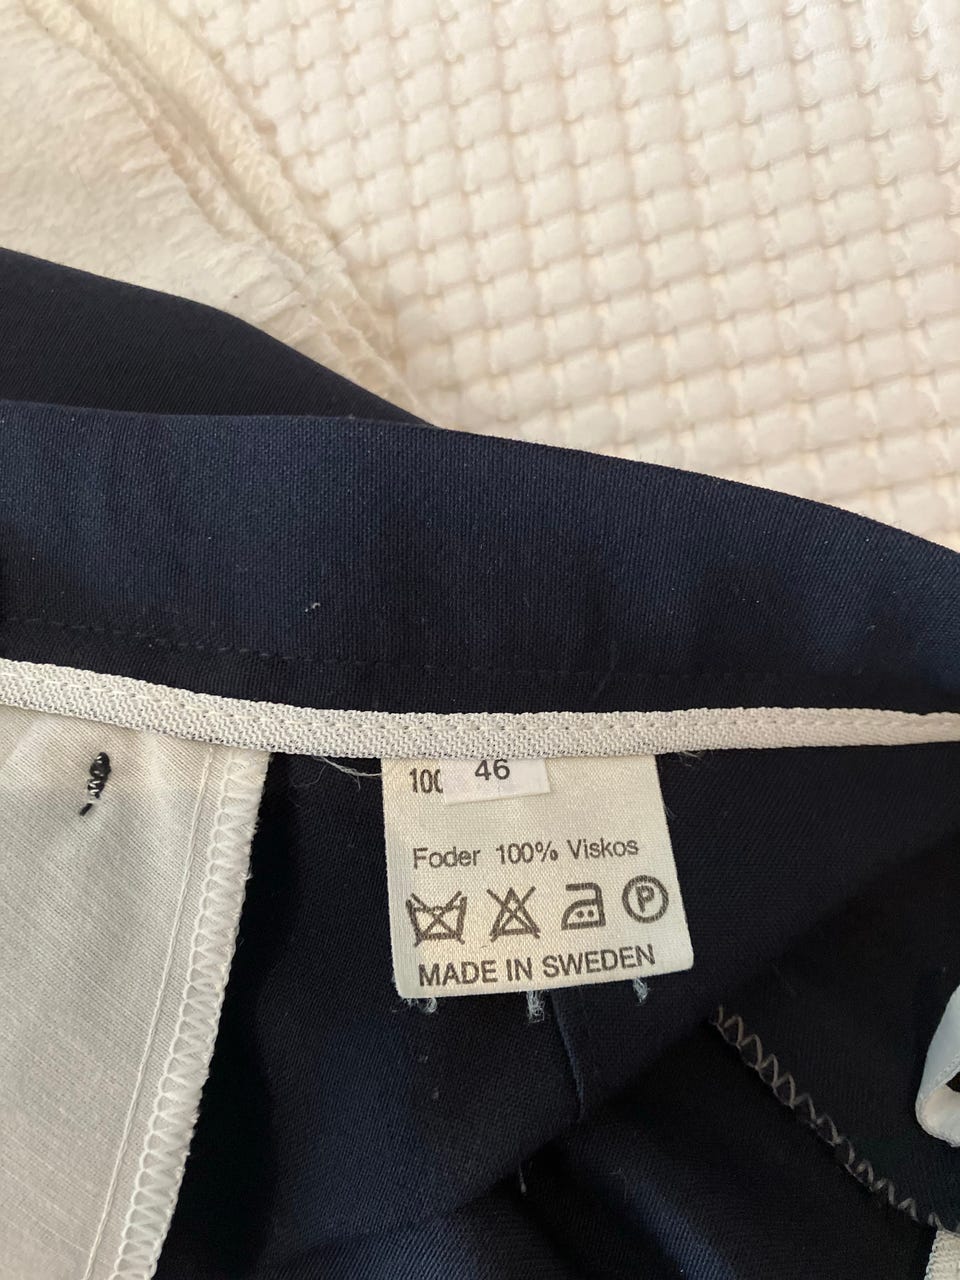 100 46
Foder 100% Viskos
P
MADE IN SWEDEN